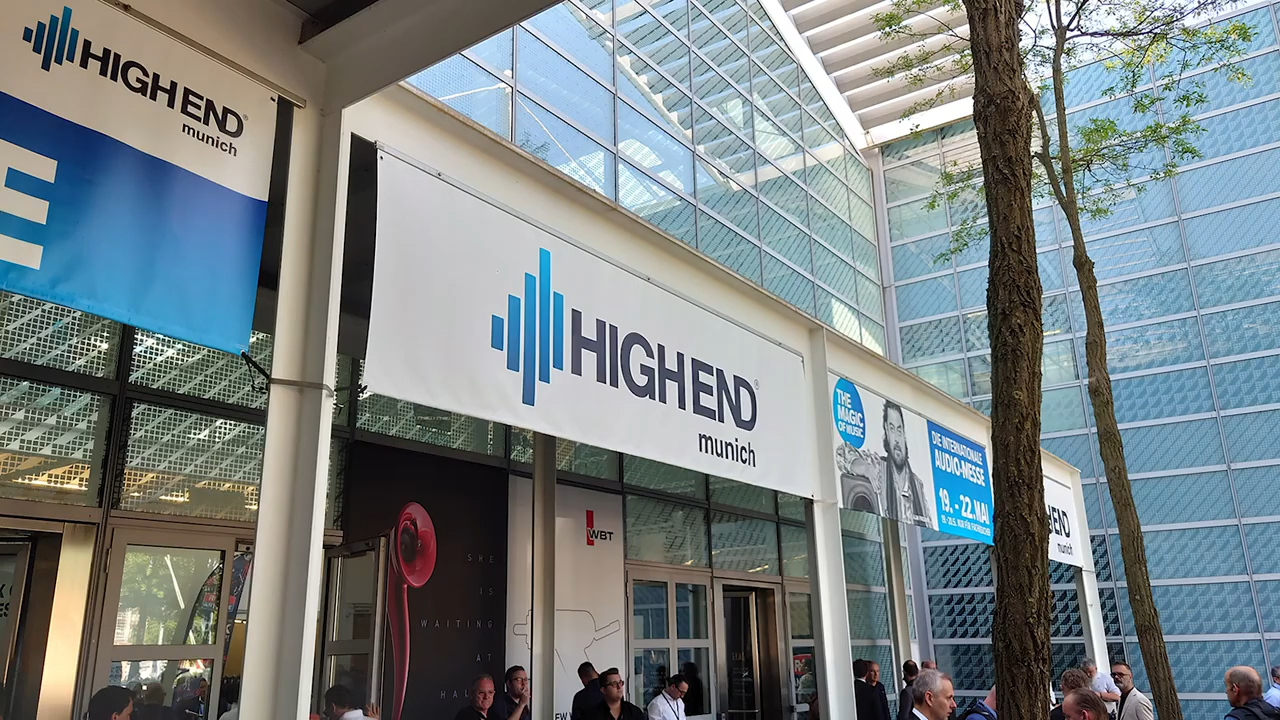 HIGH END®
munich
E
HIGH END®
munich
THE
MAGIC
OF MUSIC
DIE INTERNATIONALE
AUDIO-MESSE
19. - 22. MAI
END
munich
WBT
SHE
IS
WAITING
AT